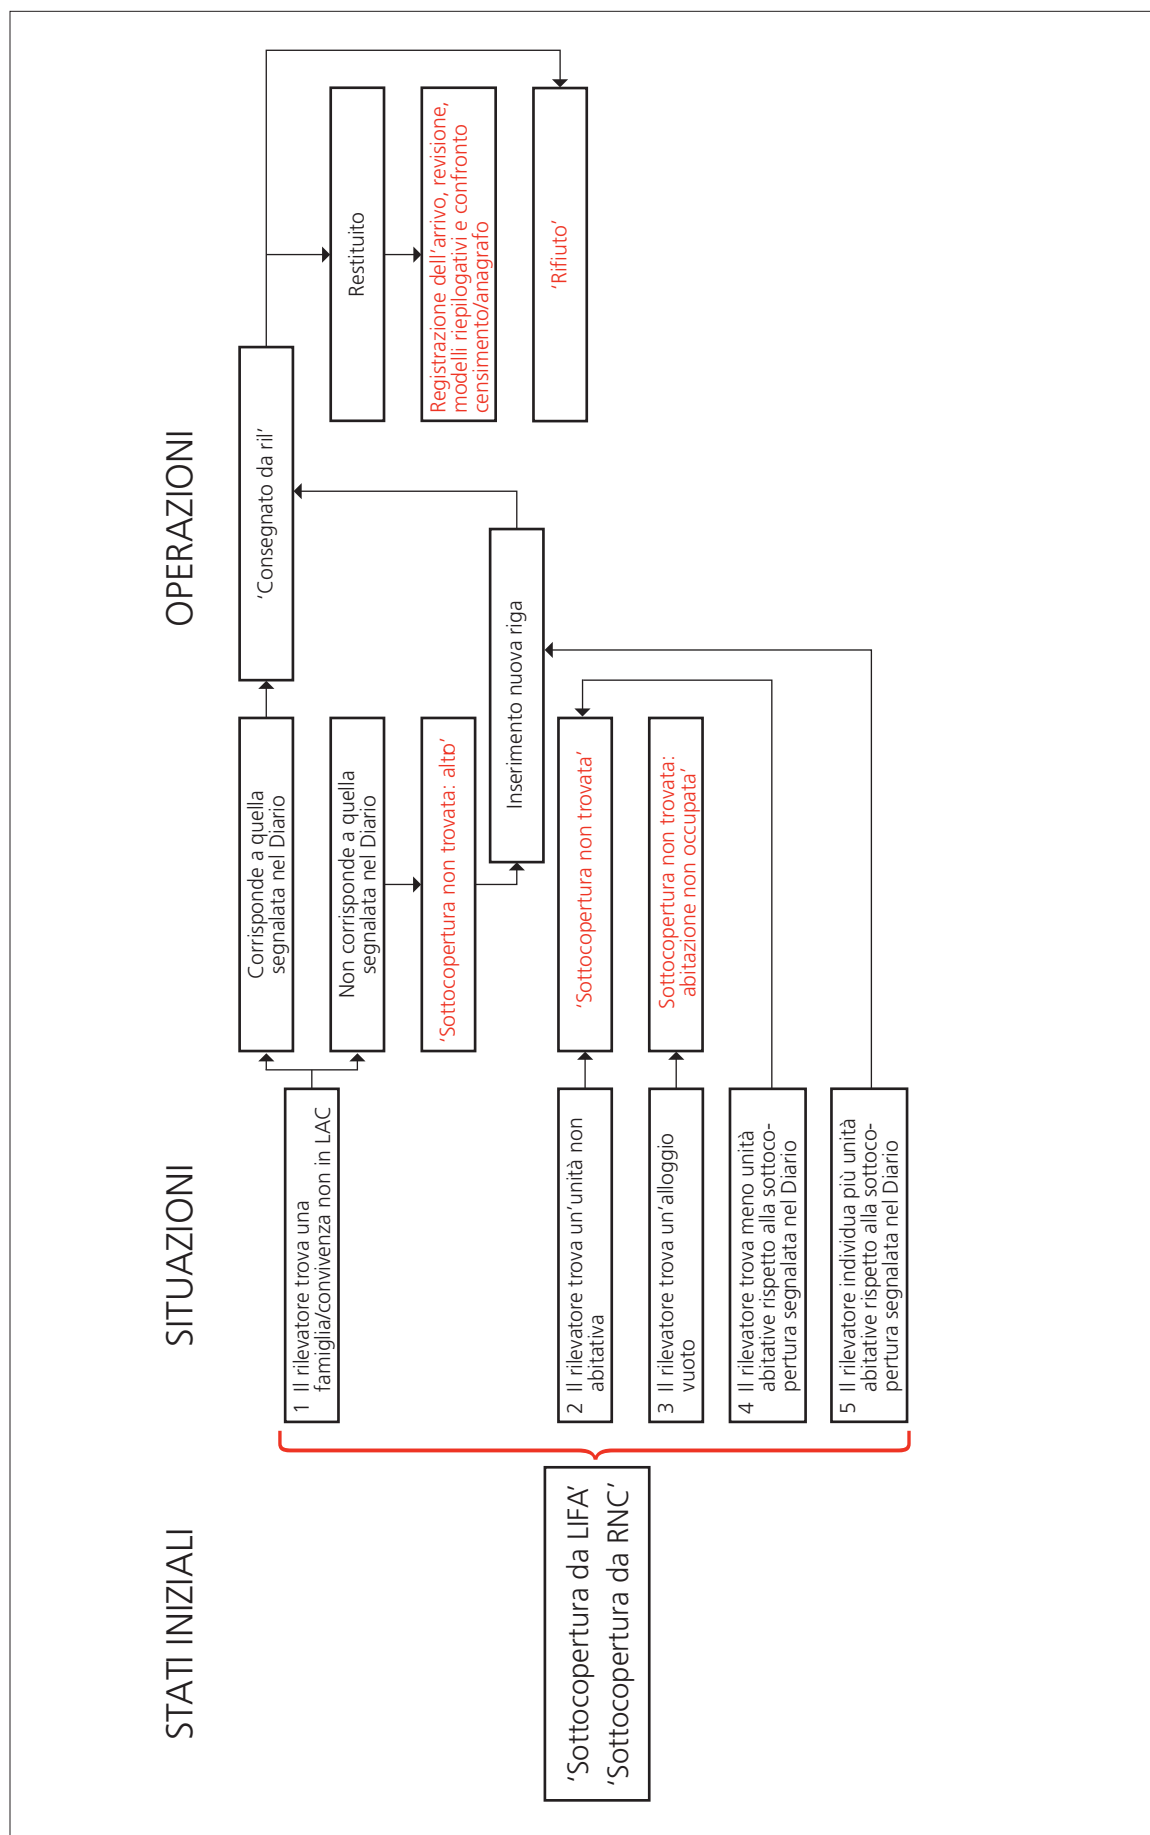 STATI INIZIALI
SITUAZIONI
OPERAZIONI
'Sottocopertura da LIFA'
'Sottocopertura da RNC'
1 Il rilevatore trova una
famiglia/convivenza non in LAC
2 Il rilevatore trova un'unità non
abitativa
3 Il rilevatore trova un'alloggio
vuoto
4 Il rilevatore trova meno unità
abitative rispetto alla sottoco-
pertura segnalata nel Diario
5 Il rilevatore individua più unità
abitative rispetto alla sottoco-
pertura segnalata nel Diario
Corrisponde a quella
segnalata nel Diario
Non corrisponde a quella
segnalata nel Diario
'Sottocopertura non trovata: altro'
'Sottocopertura non trovata'
Sottocopertura non trovata:
abitazione non occupata'
Inserimento nuova riga
'Consegnato da ril'
Restituito
Registrazione dell'arrivo, revisione,
modelli riepilogativi e confronto
censimento/anagrafo
'Rifiuto'